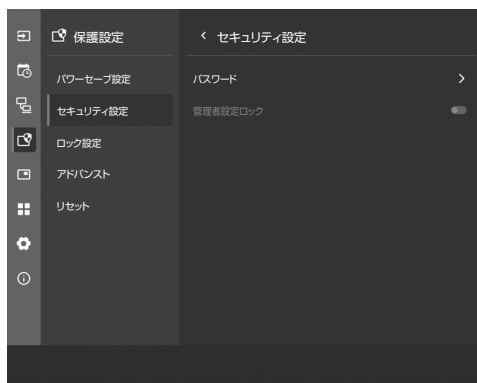 保護設定
セキュリティ設定
パワーセーブ設定
パスワード
セキュリティ設定
管理者設定ロック
ロック設定
アドバンスト
リセット